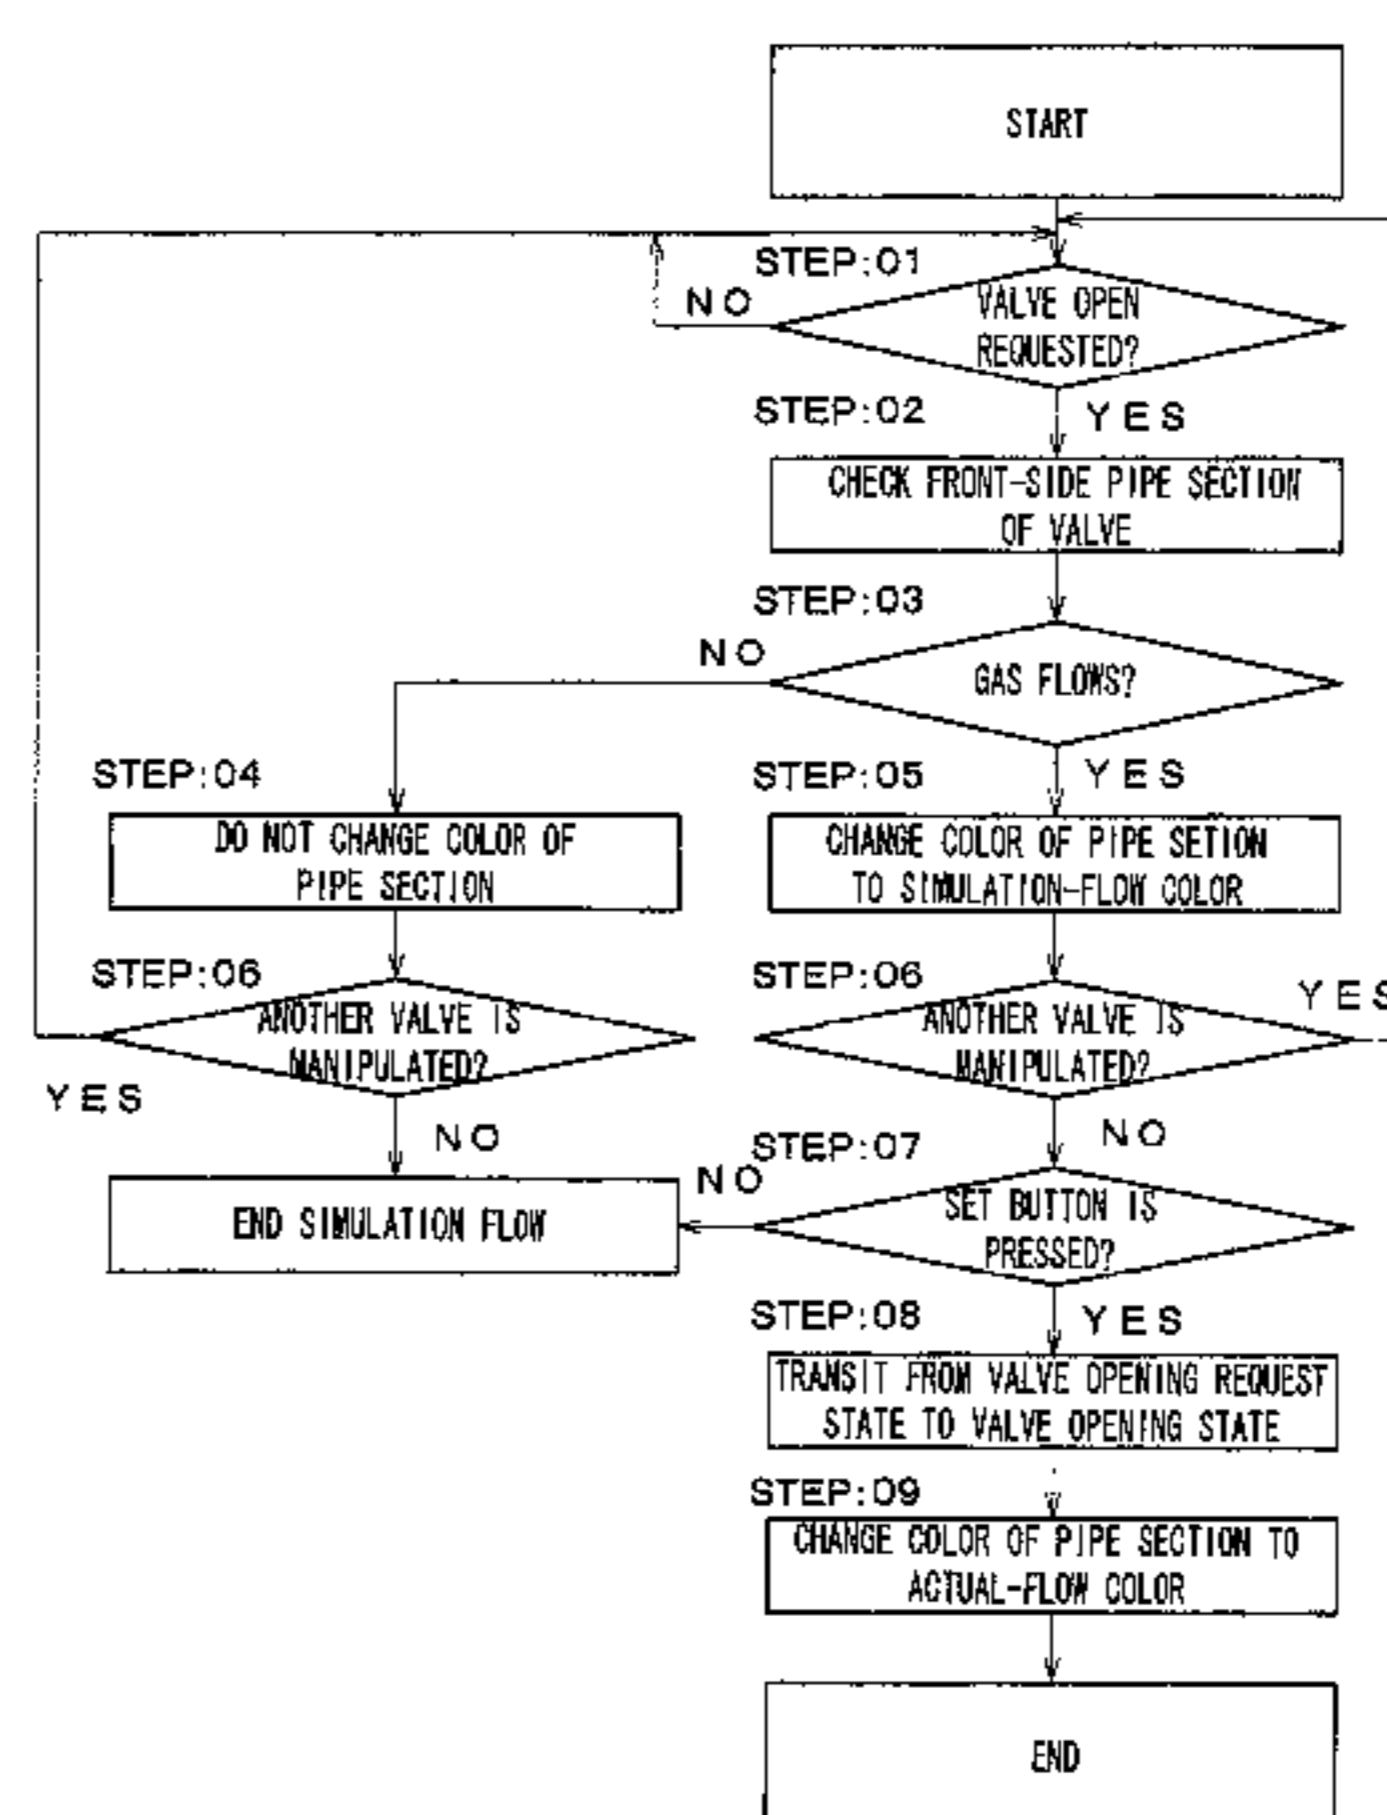 START
STEP:01
NO
VALVE OPEN
REQUESTED?
STEP:02
YES
CHECK FRONT-SIDE PIPE SECTION
OF VALVE
STEP:03
NO
GAS FLOWS?
STEP:04
STEP:05
YES
DO NOT CHANGE COLOR OF
PIPE SECTION
CHANGE COLOR OF PIPE SETION
TO SIMULATION-FLOW COLOR
STEP:06
ANOTHER VALVE IS
MANIPULATED?
YES
NO
STEP:06
ANOTHER VALVE IS
MANIPULATED?
YES
NO
STEP:07
NO
SET BUTTON IS
PRESSED?
END SIMULATION FLOW
STEP:08
YES
TRANSIT FROM VALVE OPENING REQUEST
STATE TO VALVE OPENING STATE
STEP:09
CHANGE COLOR OF PIPE SECTION TO
ACTUAL-FLOW COLOR
END